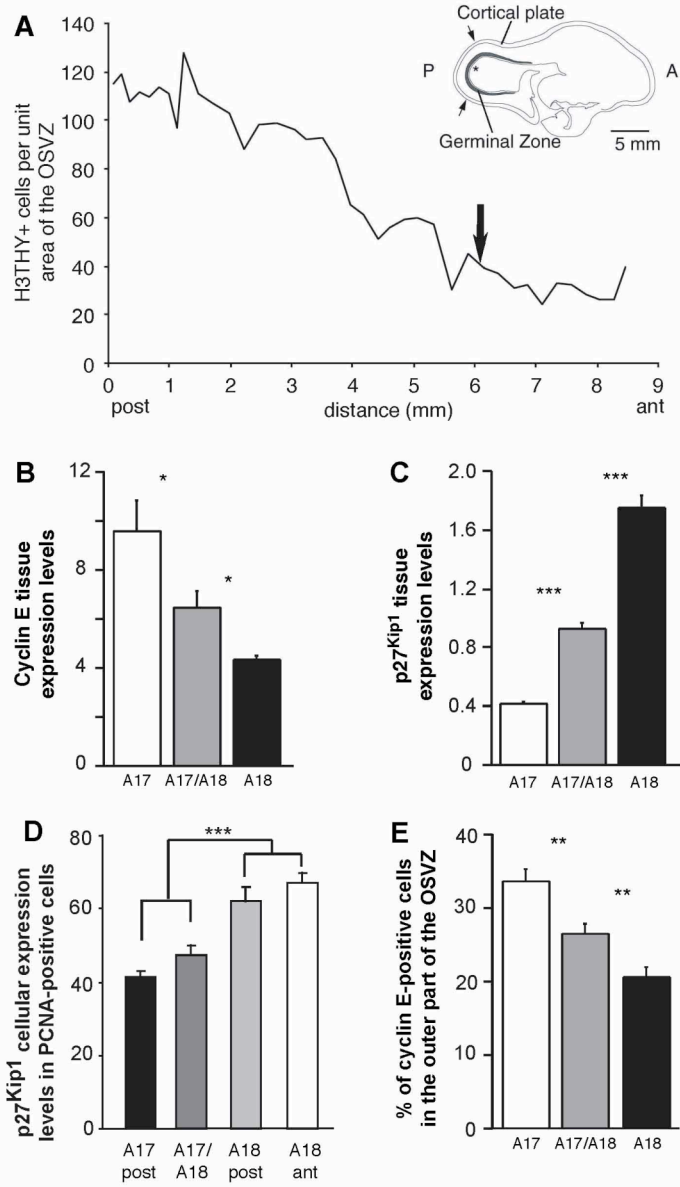 A
H3THY+ cells per unit
area of the OSVZ
140
120
100
80
60
40
20
0
0 1 2 3 4 5 6 7 8 9
post distance (mm) ant
Cortical plate
P * A
Germinal Zone
5 mm
B
Cyclin E tissue
expression levels
12
8
4
0
* *
A17 A17/A18 A18
C
p27Kip1 tissue
expression levels
2.0
1.6
1.2
0.8
0.4
0
*** ***
A17 A17/A18 A18
D
p27Kip1 cellular expression
levels in PCNA-positive cells
80
60
40
20
0
***
A17 A17/ A18 A18
post A18 post ant
E
% of cyclin E-positive cells
in the outer part of the OSVZ
40
30
20
10
0
** **
A17 A17/A18 A18